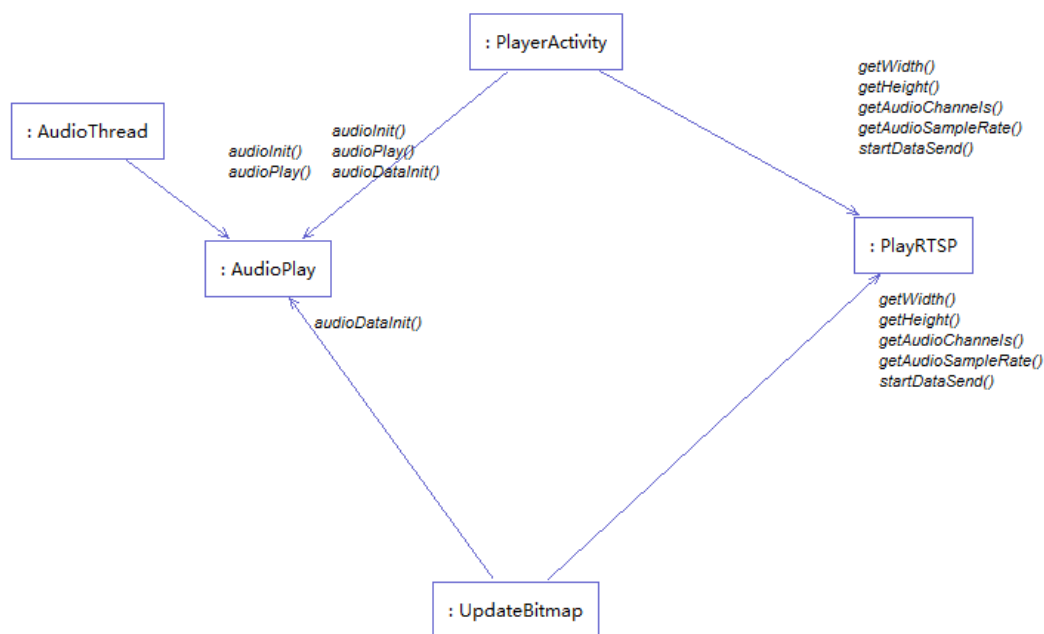 : PlayerActivity
getWidth()
getHeight()
getAudioChannels()
getAudioSampleRate()
startDataSend()
: AudioThread
audioInit()
audioPlay()
audioInit()
audioPlay()
audioDataInit()
: AudioPlay
: PlayRTSP
audioDataInit()
getWidth()
getHeight()
getAudioChannels()
getAudioSampleRate()
startDataSend()
: UpdateBitmap